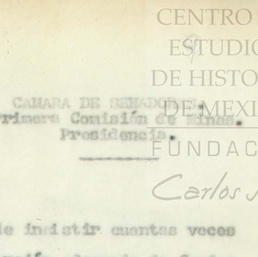 CENTRO
ESTUDIO
DE HISTO
DE MEXI
FUNDAC
Carlos
CAMARA DE SENADORES.
Primera Comisión de Minas.
Presidencia.
de insistir cuantas veces